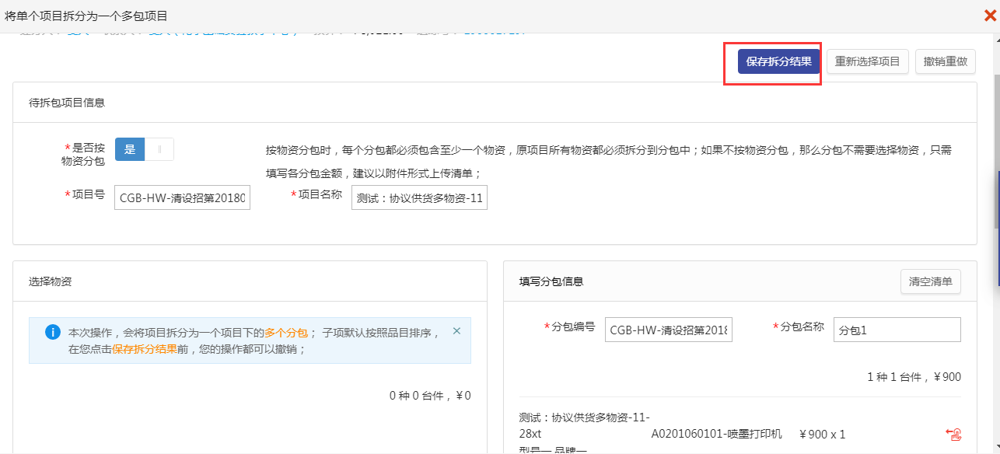 将单个项目拆分为一个多包项目
保存拆分结果 重新选择项目 撤销重做
待拆包项目信息
*是否按物资分包 是
按物资分包时，每个分包都必须包含至少一个物资，原项目所有物资都必须拆分到分包中；如果不按物资分包，那么分包不需要选择物资，只需
填写各分包金额，建议以附件形式上传清单；
*项目号 CGB-HW-清设招第20180 *项目名称 测试：协议供货多物资-11
选择物资
本次操作，会将项目拆分为一个项目下的多个分包； 子项默认按照品目排序，
在您点击保存拆分结果前，您的操作都可以撤销；
0 种 0 台件，¥0
填写分包信息 清空清单
*分包编号 CGB-HW-清设招第2018 *分包名称 分包1
1 种 1 台件，¥900
测试：协议供货多物资-11-
28xt A0201060101-喷墨打印机 ¥900 x 1
型号— 品牌—